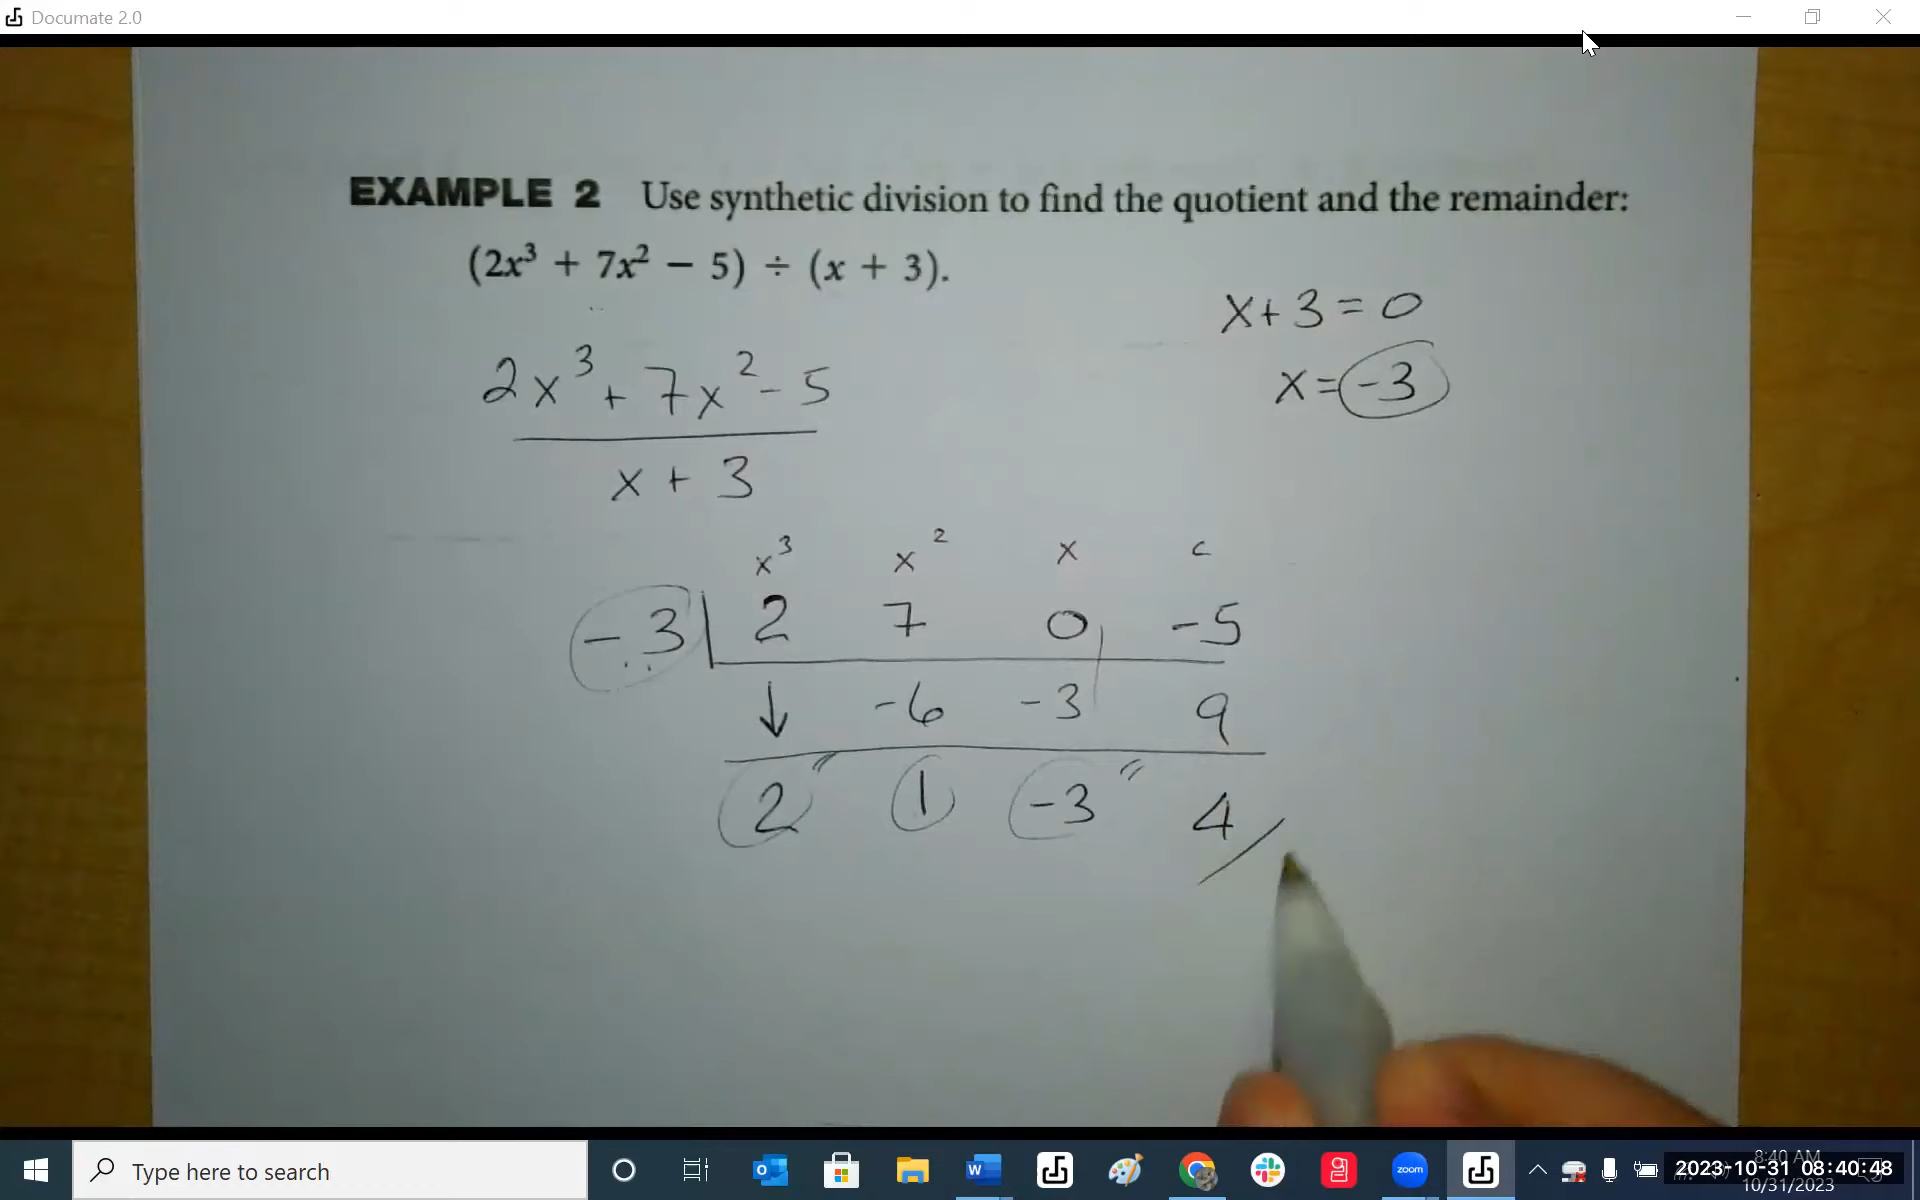 Documate 2.0
EXAMPLE 2 Use synthetic division to find the quotient and the remainder:
(2x³ + 7x² − 5) ÷ (x + 3).
x+3=0
x=-3
2x³ + 7x² - 5
x + 3
x³ x² x c
-3 2 7 0 -5
↓ -6 -3 9
2 1 -3 4
Type here to search
zoom
8:40 AM
2023-10-31 08:40:48
10/31/2023